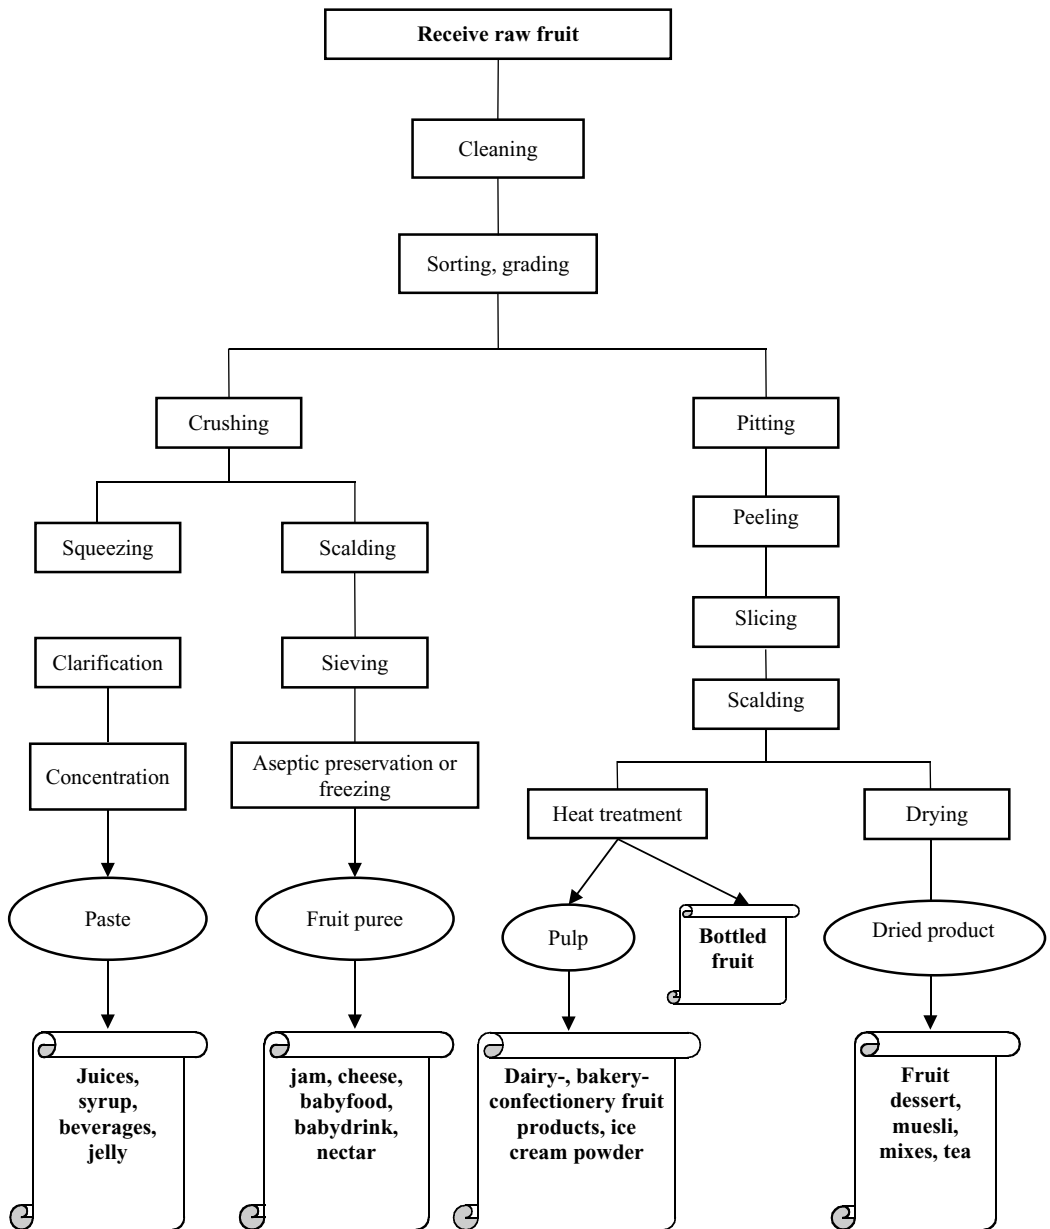 Receive raw fruit
Cleaning
Sorting, grading
Crushing
Pitting
Squeezing
Scalding
Peeling
Slicing
Clarification
Sieving
Scalding
Concentration
Aseptic preservation or
freezing
Heat treatment
Drying
Paste
Fruit puree
Pulp
Bottled
fruit
Dried product
Juices,
syrup,
beverages,
jelly
jam, cheese,
babyfood,
babydrink,
nectar
Dairy-, bakery-
confectionery fruit
products, ice
cream powder
Fruit
dessert,
muesli,
mixes, tea